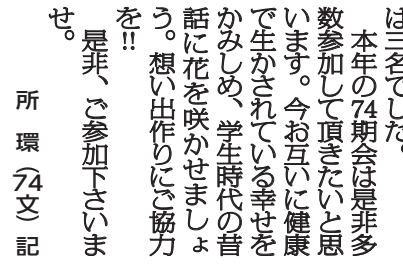 は三名でした。
本年の74期会は是非多
数参加して頂きたいと思
います。今お互いに健康
で生かされている幸せを
かみしめ、学生時代の昔
話に花を咲かせましょ
う。想い出作りにご協力
を!!
是非、ご参加下さいま
せ。
所 環（74文）記